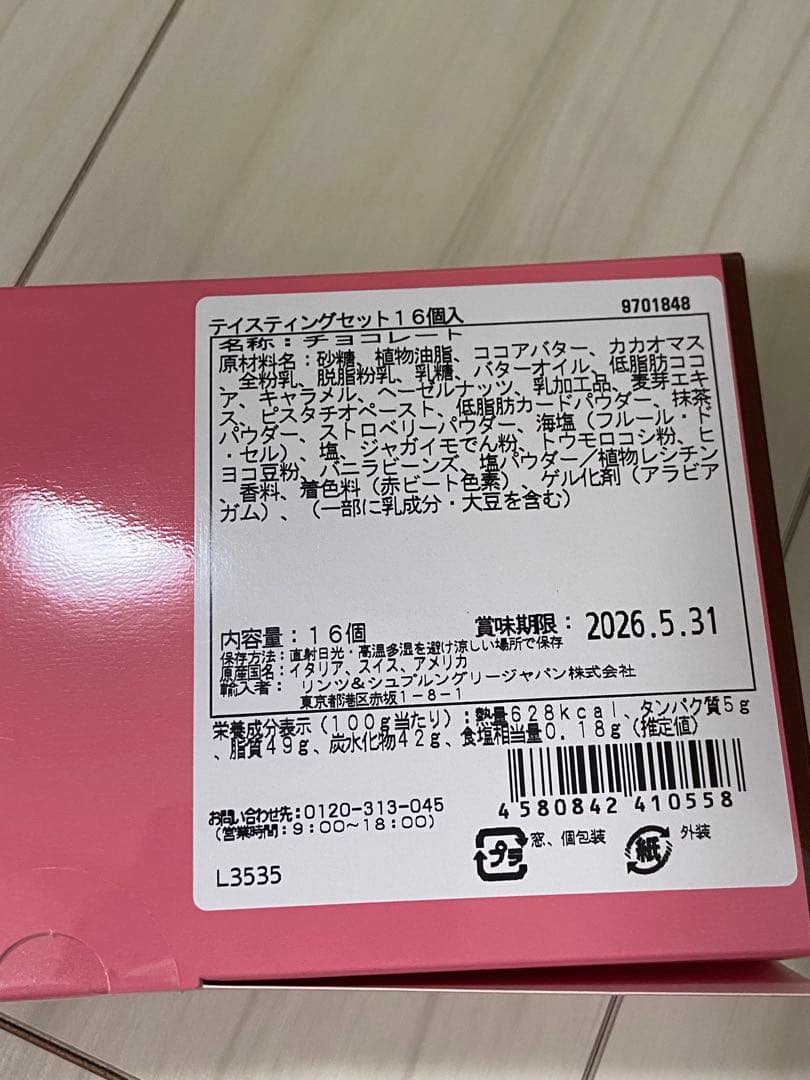 9701848
テイスティングセット16個入
名称：チョコレート
原材料名：砂糖、植物油脂、ココアバター、カカオマス
、全粉乳、脱脂粉乳、乳糖、バターオイル、低脂肪ココ
ア、キャラメル、ヘーゼルナッツ、乳加工品、麦芽エキ
ス、ピスタチオペースト、低脂肪カードパウダー、抹茶
パウダー、ストロベリーパウダー、海塩（フルール・ド
・セル）、塩、ジャガイモでん粉、トウモロコシ粉、ヒ
ヨコ豆粉、バニラビーンズ、塩パウダー／植物レシチン
、香料、着色料（赤ビート色素）、ゲル化剤（アラビア
ガム）、（一部に乳成分・大豆を含む）
内容量：16個
賞味期限：2026.5.31
保存方法：直射日光・高温多湿を避け涼しい場所で保存
原産国名：イタリア、スイス、アメリカ
輸入者：リンツ&シュプルングリージャパン株式会社
東京都港区赤坂1-8-1
栄養成分表示（100g当たり）：熱量628kcal、タンパク質5g
、脂質49g、炭水化物42g、食塩相当量0.18g（推定値）
お問い合わせ先：0120-313-045
（営業時間：9:00〜18:00）
4580842410558
プラ
窓、個包装
紙
外装
L3535